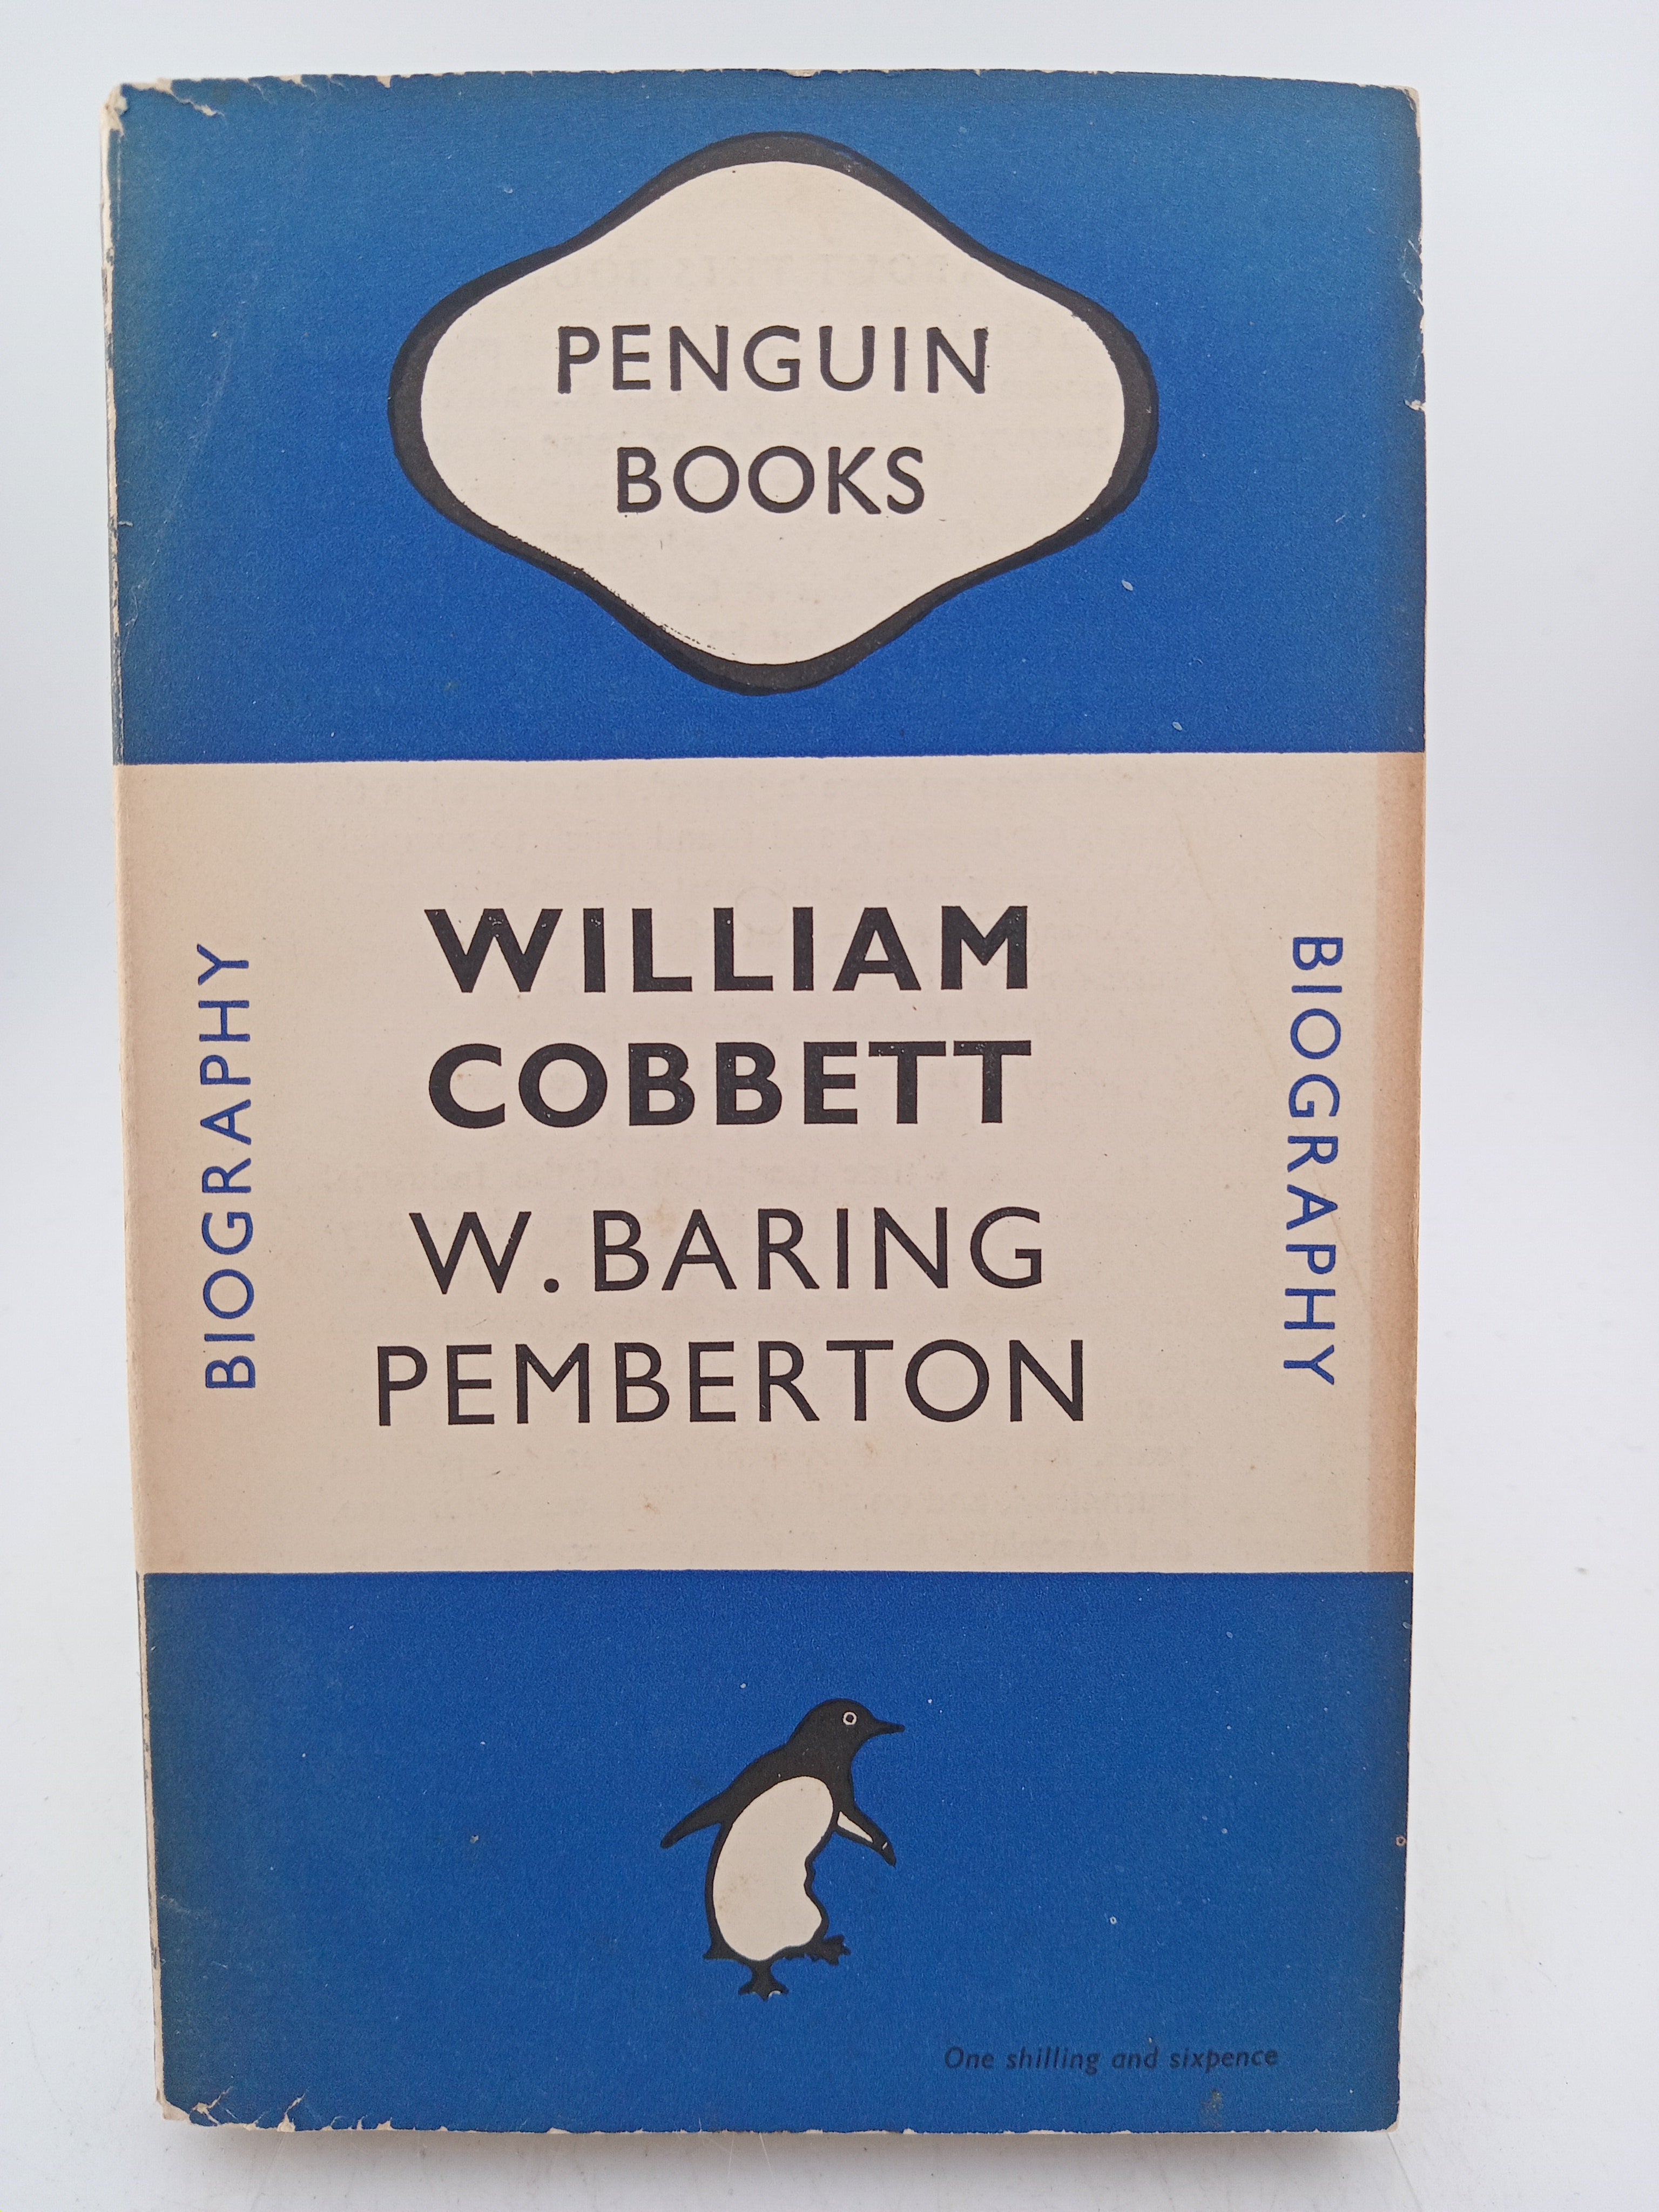 PENGUIN
BOOKS
BIOGRAPHY
WILLIAM
COBBETT
W. BARING
PEMBERTON
BIOGRAPHY
One shilling and sixpence